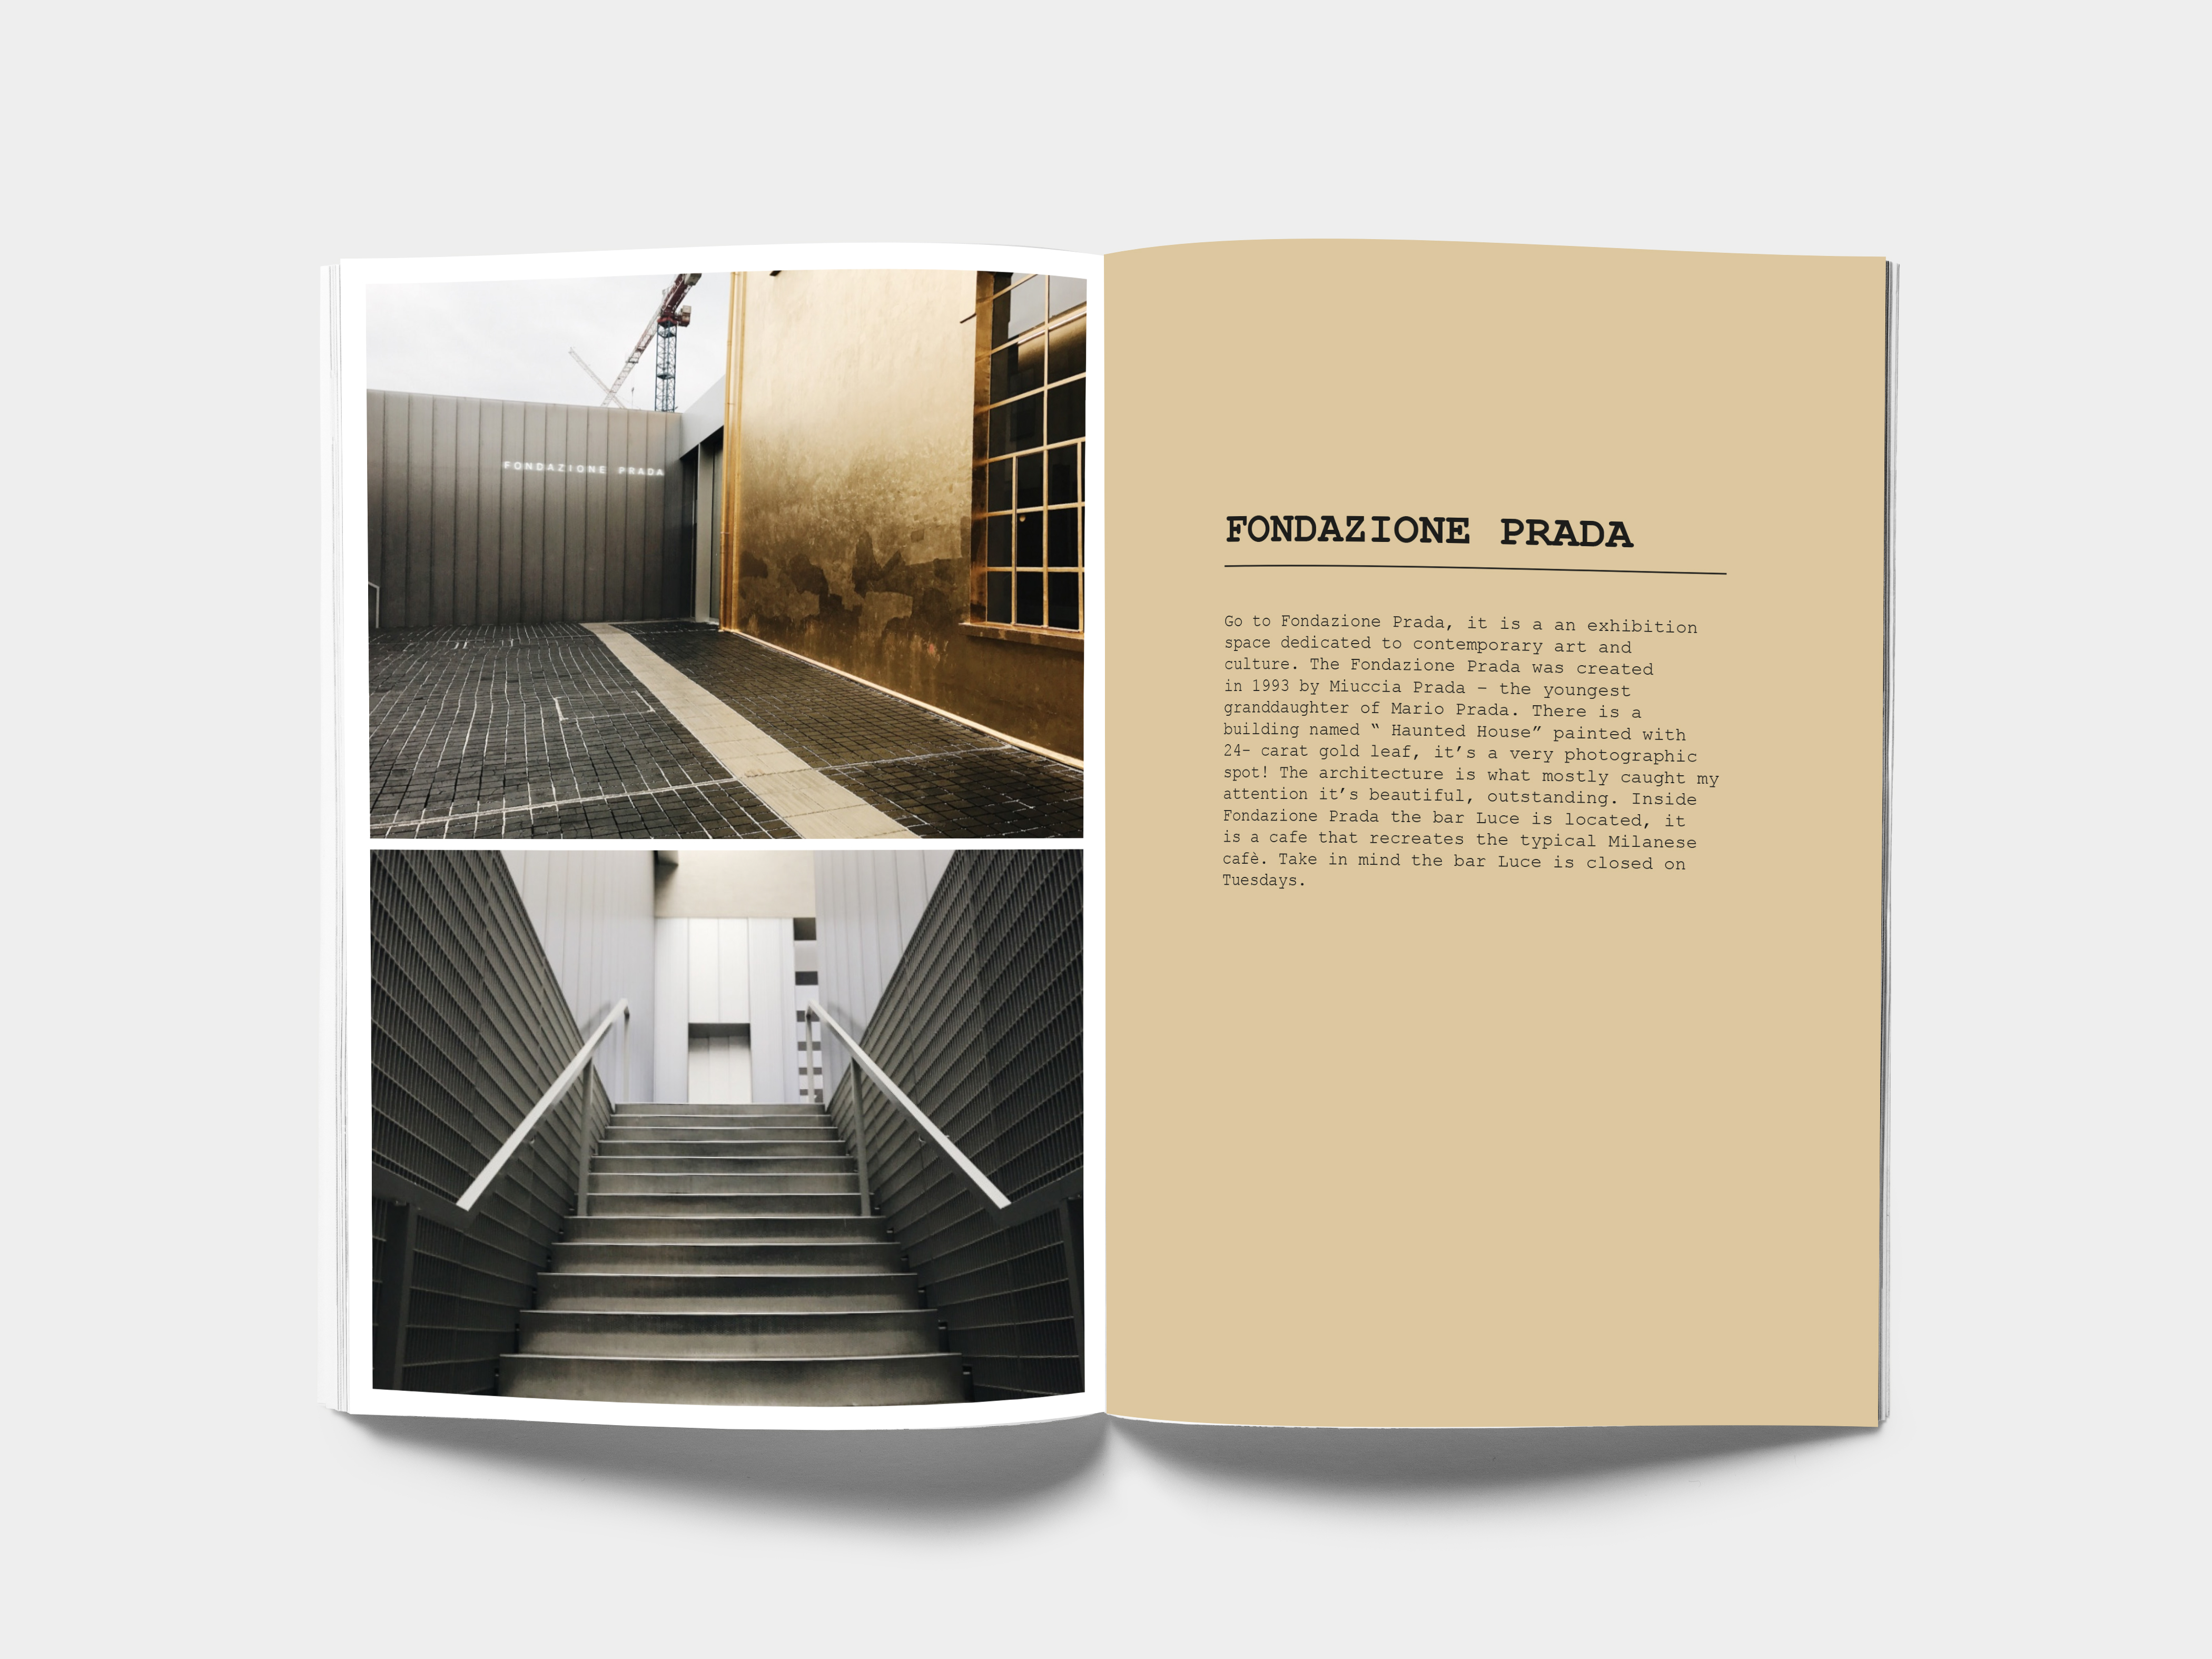 FONDAZIONE PRADA
FONDAZIONE PRADA
Go to Fondazione Prada, it is a an exhibition
space dedicated to contemporary art and
culture. The Fondazione Prada was created
in 1993 by Miuccia Prada – the youngest
granddaughter of Mario Prada. There is a
building named “ Haunted House” painted with
24- carat gold leaf, it’s a very photographic
spot! The architecture is what mostly caught my
attention it’s beautiful, outstanding. Inside
Fondazione Prada the bar Luce is located, it
is a cafe that recreates the typical Milanese
cafè. Take in mind the bar Luce is closed on
Tuesdays.